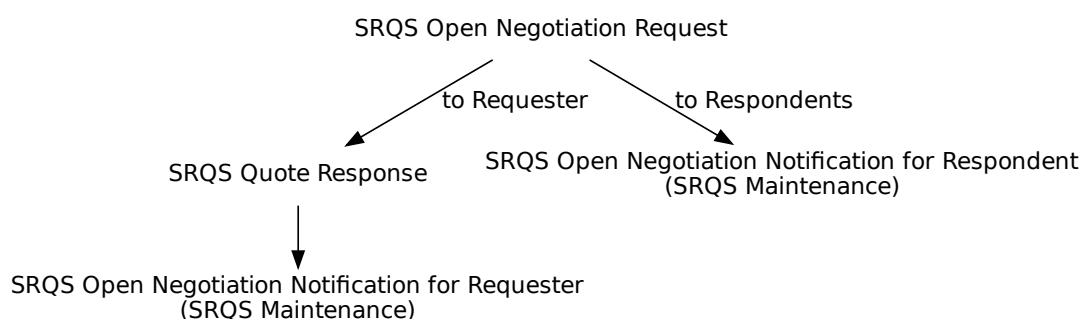 SRQS Open Negotiation Request
to Requester
to Respondents
SRQS Quote Response
SRQS Open Negotiation Notification for Respondent
(SRQS Maintenance)
SRQS Open Negotiation Notification for Requester
(SRQS Maintenance)